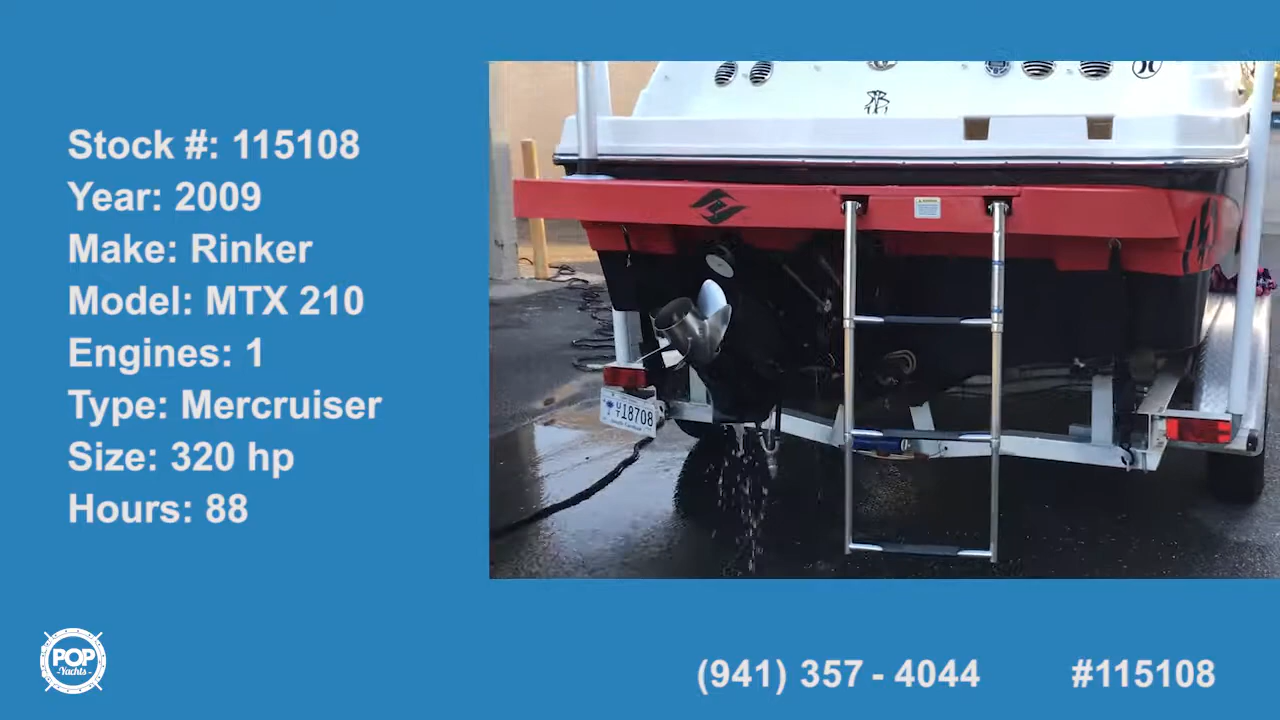 Stock #: 115108
Year: 2009
Make: Rinker
Model: MTX 210
Engines: 1
Type: Mercruiser
Size: 320 hp
Hours: 88
18708
POP
-Yachts-
(941) 357 - 4044
#115108